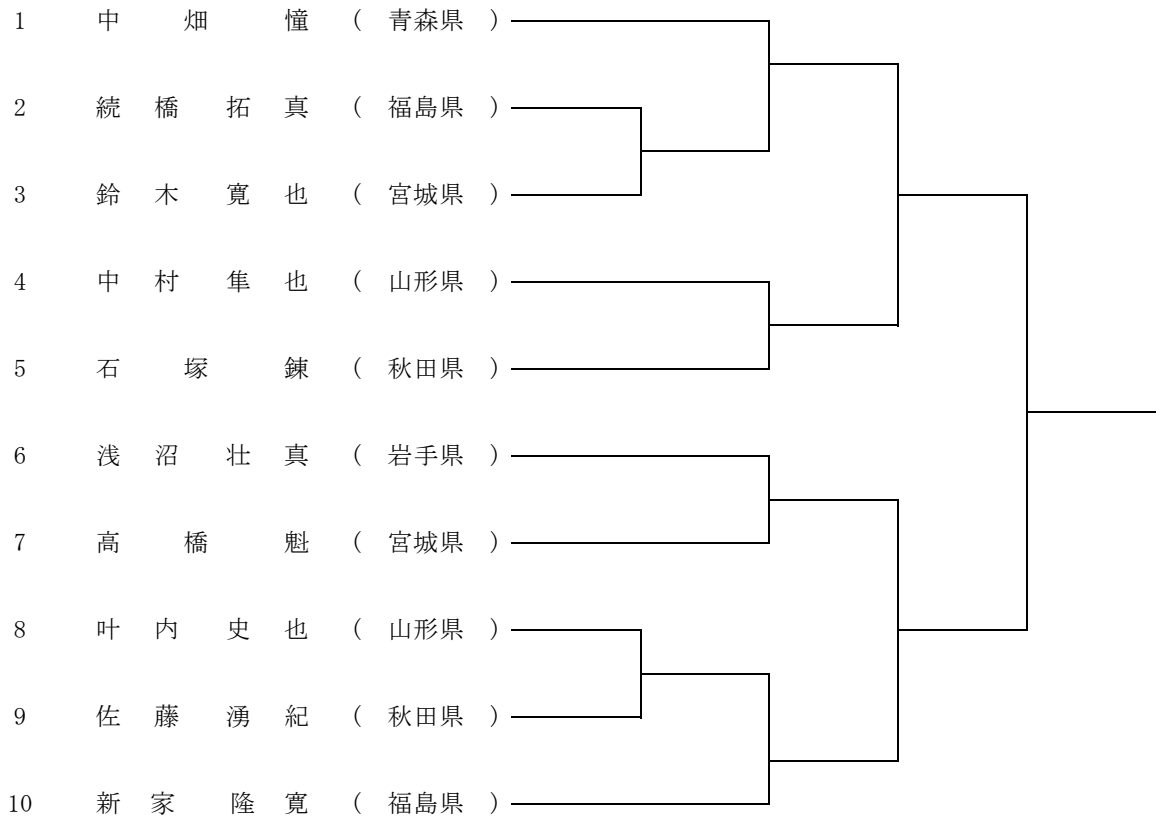 1 中畑 憧 ( 青森県 )
2 続橋 拓真 ( 福島県 )
3 鈴木 寛也 ( 宮城県 )
4 中村 隼也 ( 山形県 )
5 石塚 錬 ( 秋田県 )
6 浅沼 壮真 ( 岩手県 )
7 高橋 魁 ( 宮城県 )
8 叶内 史也 ( 山形県 )
9 佐藤 湧紀 ( 秋田県 )
10 新家 隆寛 ( 福島県 )